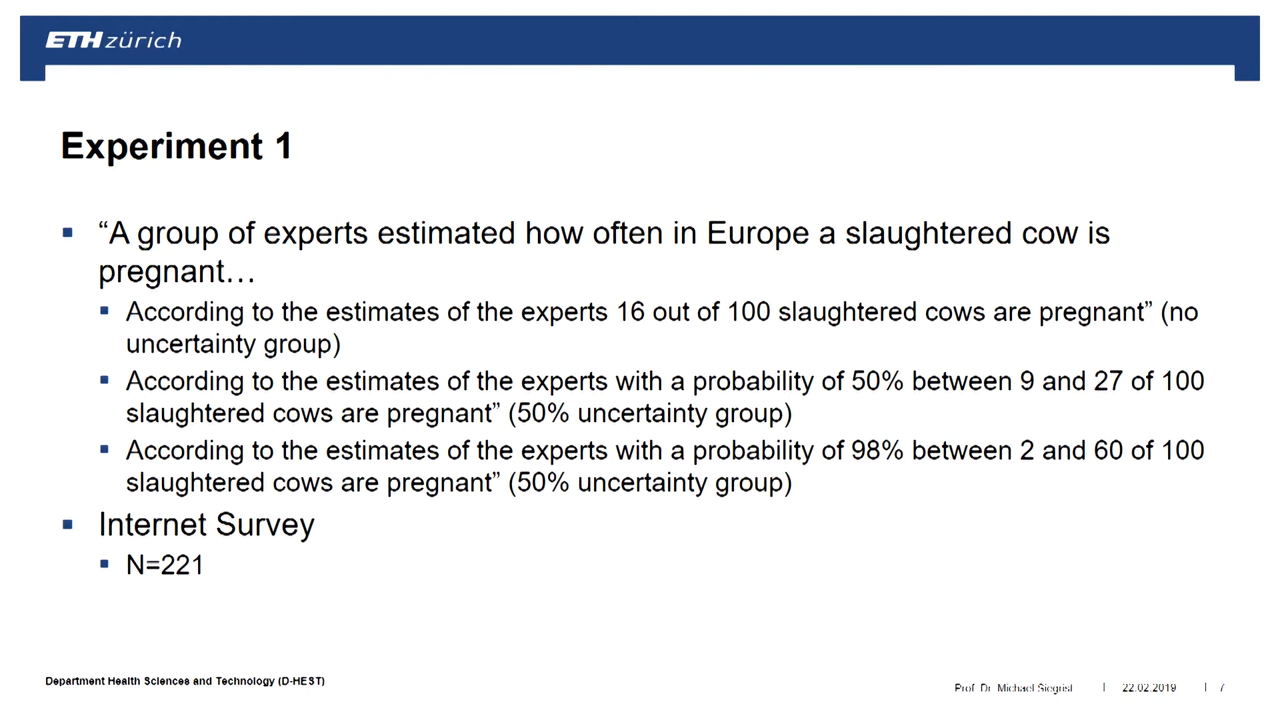 ETH zürich
Experiment 1
“A group of experts estimated how often in Europe a slaughtered cow is
pregnant…
According to the estimates of the experts 16 out of 100 slaughtered cows are pregnant” (no
uncertainty group)
According to the estimates of the experts with a probability of 50% between 9 and 27 of 100
slaughtered cows are pregnant” (50% uncertainty group)
According to the estimates of the experts with a probability of 98% between 2 and 60 of 100
slaughtered cows are pregnant” (50% uncertainty group)
Internet Survey
N=221
Department Health Sciences and Technology (D-HEST)
Prof. Dr. Michael Siegrist | 22.02.2019 | 7